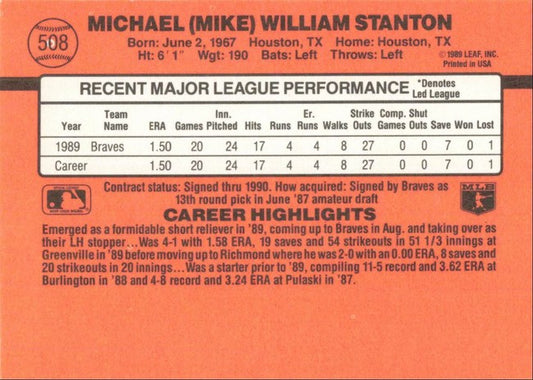 508
MICHAEL (MIKE) WILLIAM STANTON
Born: June 2, 1967 Houston, TX Home: Houston, TX
Ht: 6' 1" Wgt: 190 Bats: Left Throws: Left
© 1989 LEAF, INC.
Printed in USA
RECENT MAJOR LEAGUE PERFORMANCE *Denotes Led League
Year Team Name ERA Games Inn. Pitched Hits Runs Er. Runs Walks Strike Outs Comp. Games Shut Outs Save Won Lost
1989 Braves 1.50 20 24 17 4 4 8 27 0 0 7 0 1
Career 1.50 20 24 17 4 4 8 27 0 0 7 0 1
Contract status: Signed thru 1990. How acquired: Signed by Braves as
13th round pick in June '87 amateur draft
MLB
CAREER HIGHLIGHTS
Emerged as a formidable short reliever in '89, coming up to Braves in Aug. and taking over
as their LH stopper...Was 4-1 with 1.58 ERA, 19 saves and 54 strikeouts in 51 1/3 innings at
Greenville in '89 before moving up to Richmond where he was 2-0 with an 0.00 ERA, 8 saves and
20 strikeouts in 20 innings...Was a starter prior to '89, compiling 11-5 record and 3.62 ERA at
Burlington in '88 and 4-8 record and 3.24 ERA at Pulaski in '87.